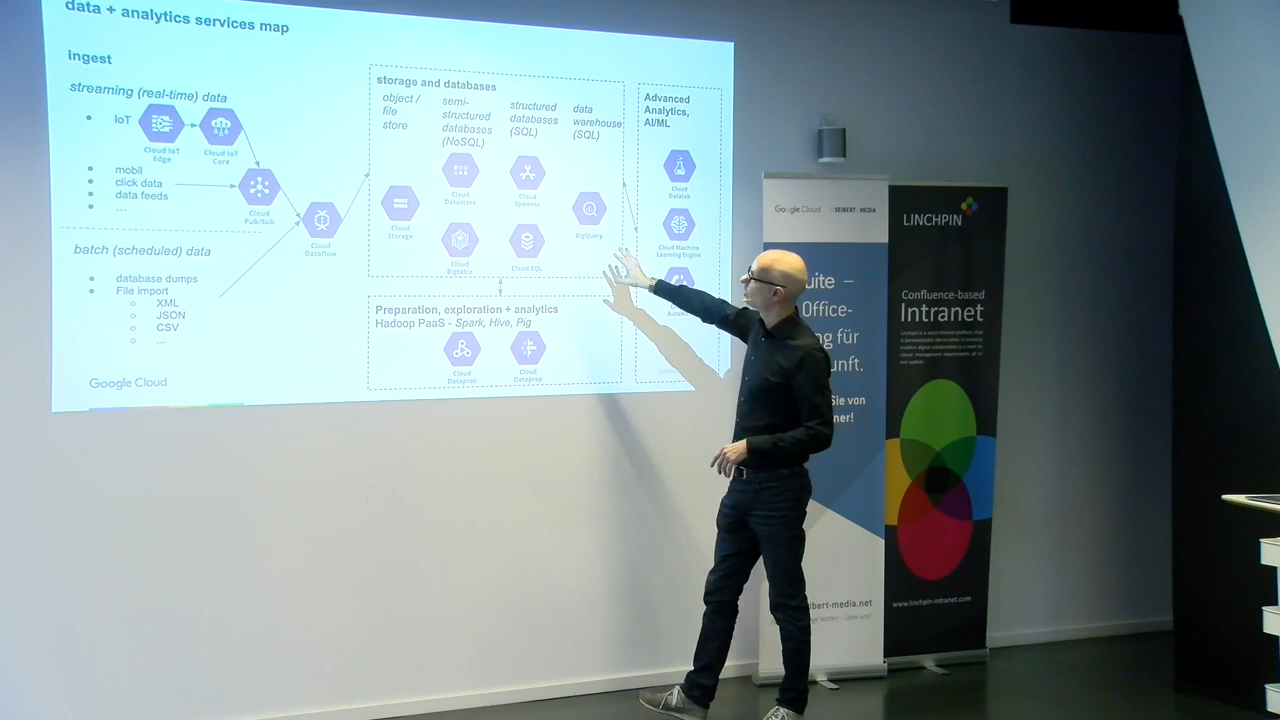 data + analytics services map
ingest
streaming (real-time) data
IoT
Cloud IoT
Edge
Cloud IoT
Core
mobil
click data
data feeds
...
Cloud
Pub/Sub
Cloud
Dataflow
batch (scheduled) data
database dumps
File import
XML
JSON
CSV
...
Google Cloud
storage and databases
object /
file
store
semi-
structured
databases
(NoSQL)
structured
databases
(SQL)
data
warehouse
(SQL)
Cloud
Storage
Cloud
Datastore
Cloud
Bigtable
Cloud
Spanner
Cloud SQL
BigQuery
Preparation, exploration + analytics
Hadoop PaaS - Spark, Hive, Pig
Cloud
Dataproc
Cloud
Dataprep
Advanced
Analytics,
AI/ML
Cloud
Datalab
Cloud Machine
Learning Engine
Google Cloud
SEIBERT MEDIA
uite –
Office-
ng für
unft.
Sie von
ner!
ibert-media.net
LINCHPIN
Confluence-based
Intranet
www.linchpin-intranet.com